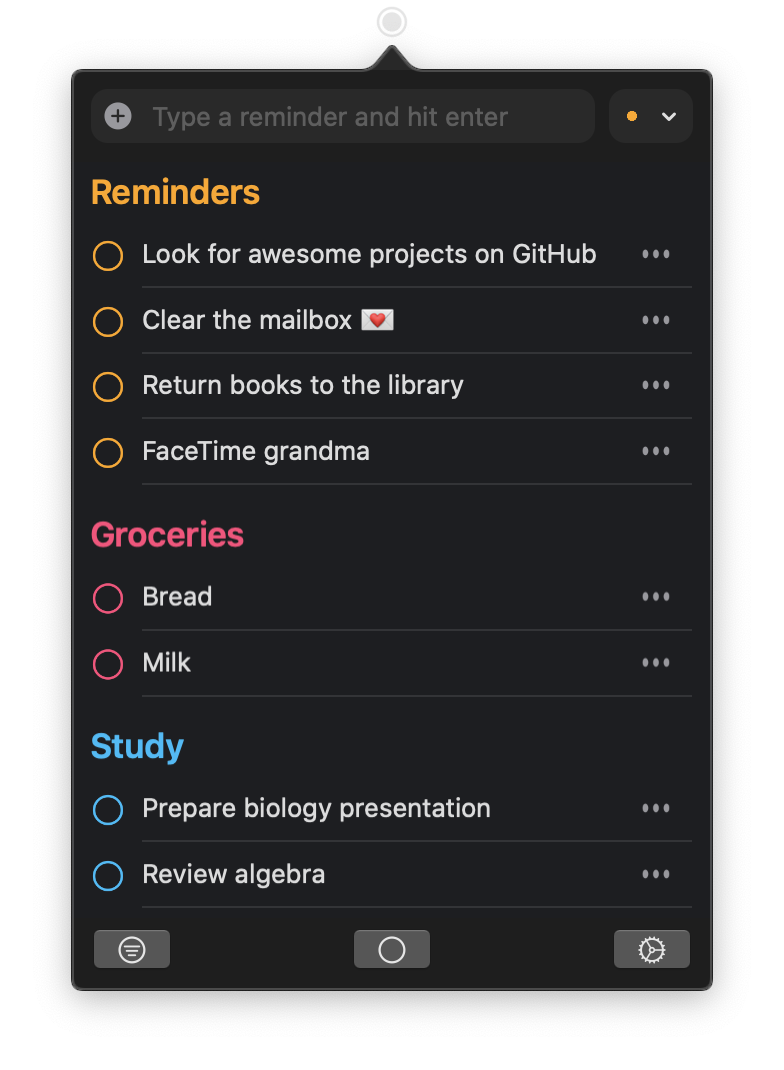 Type a reminder and hit enter
Reminders
Look for awesome projects on GitHub
Clear the mailbox 💌
Return books to the library
FaceTime grandma
Groceries
Bread
Milk
Study
Prepare biology presentation
Review algebra